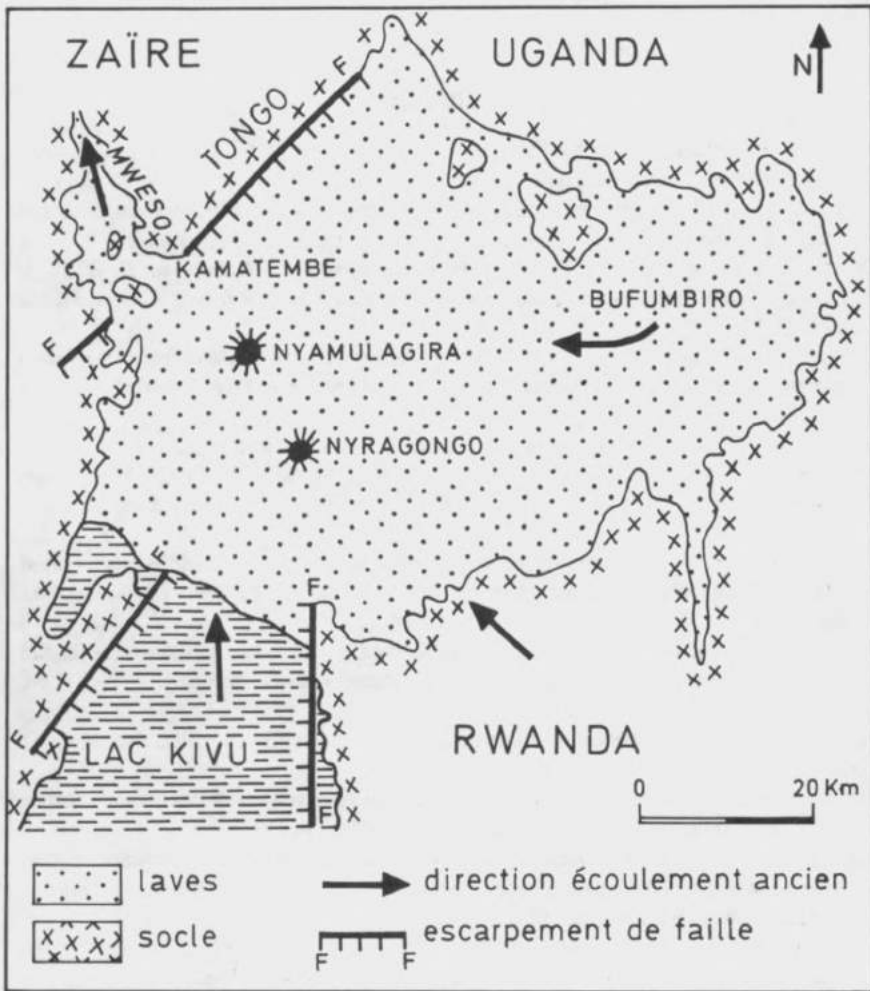 ZAÏRE
UGANDA
N
F
TONGO
MWESO
KAMATEMBE
BUFUMBIRO
F
NYAMULAGIRA
NYRAGONGO
F
F
F
LAC KIVU
RWANDA
F
0 20 Km
laves
direction écoulement ancien
socle
F F
escarpement de faille